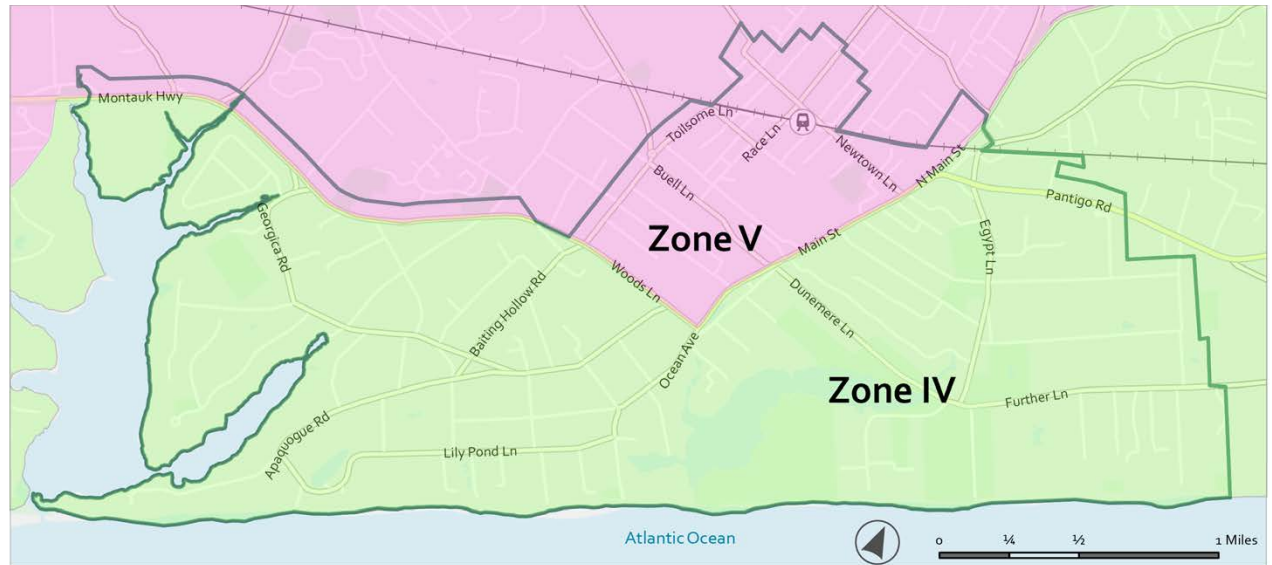 Montauk Hwy
Toilsome Ln
Race Ln
Newtown Ln
N Main St
Buell Ln
Pantigo Rd
Georgica Rd
Zone V
Main St
Egypt Ln
Woods Ln
Baiting Hollow Rd
Dunemere Ln
Ocean Ave
Zone IV
Further Ln
Apaquogue Rd
Lily Pond Ln
Atlantic Ocean
0 ¼ ½ 1 Miles